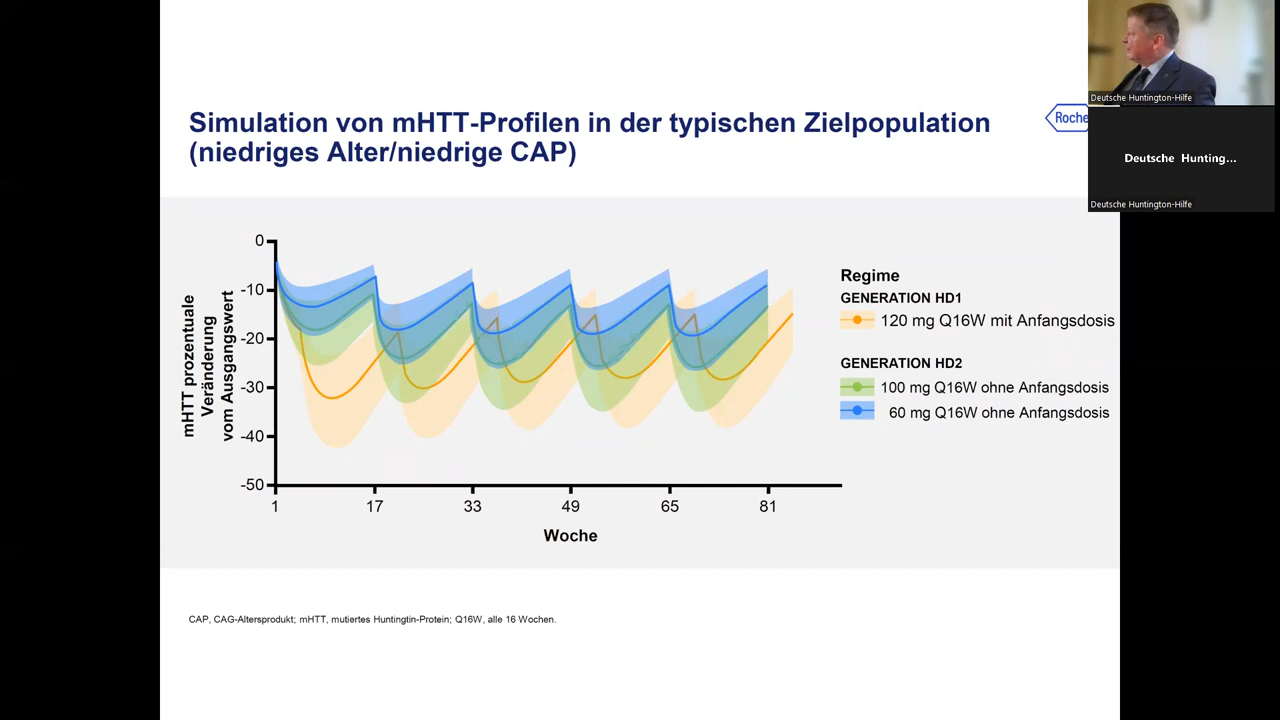 Simulation von mHTT-Profilen in der typischen Zielpopulation
(niedriges Alter/niedrige CAP)
Roche
Deutsche Huntington-Hilfe
Deutsche Hunting...
Deutsche Huntington-Hilfe
mHTT prozentuale
Veränderung
vom Ausgangswert
0
-10
-20
-30
-40
-50
1 17 33 49 65 81
Woche
Regime
GENERATION HD1
120 mg Q16W mit Anfangsdosis
GENERATION HD2
100 mg Q16W ohne Anfangsdosis
60 mg Q16W ohne Anfangsdosis
CAP, CAG-Altersprodukt; mHTT, mutiertes Huntingtin-Protein; Q16W, alle 16 Wochen.